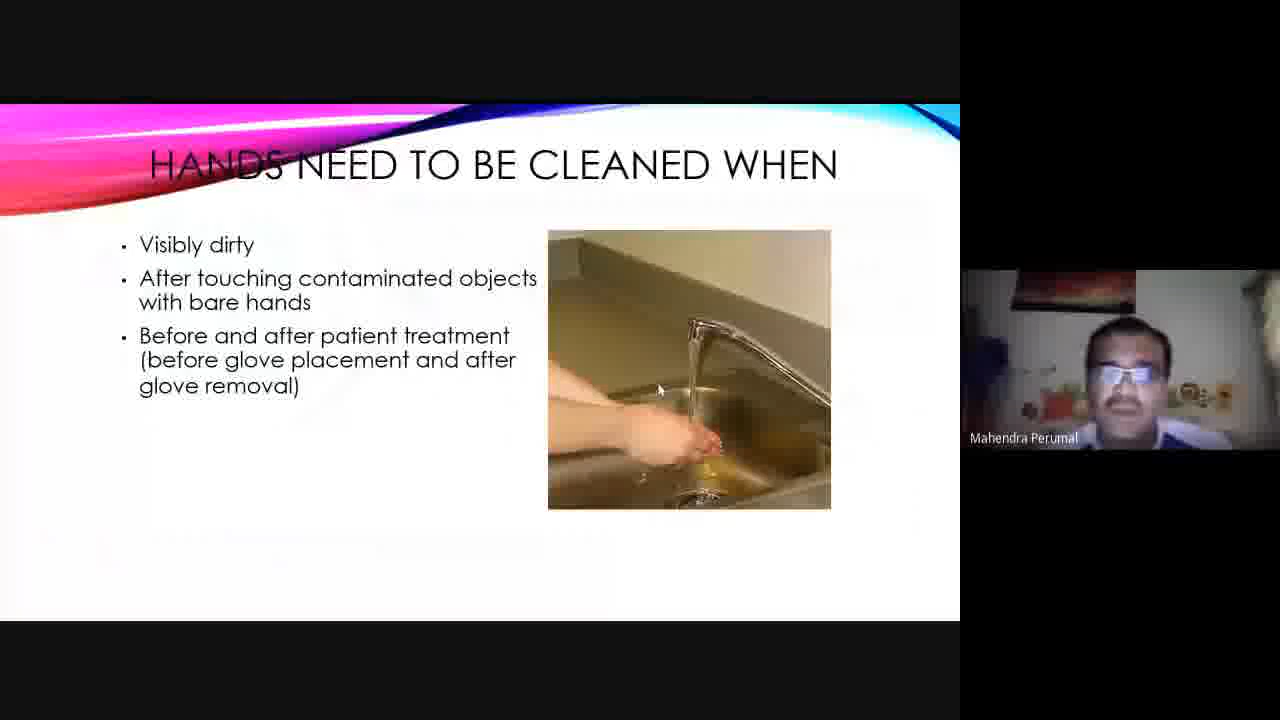 HANDS NEED TO BE CLEANED WHEN
▪ Visibly dirty
▪ After touching contaminated objects
with bare hands
▪ Before and after patient treatment
(before glove placement and after
glove removal)
Mahendra Perumal